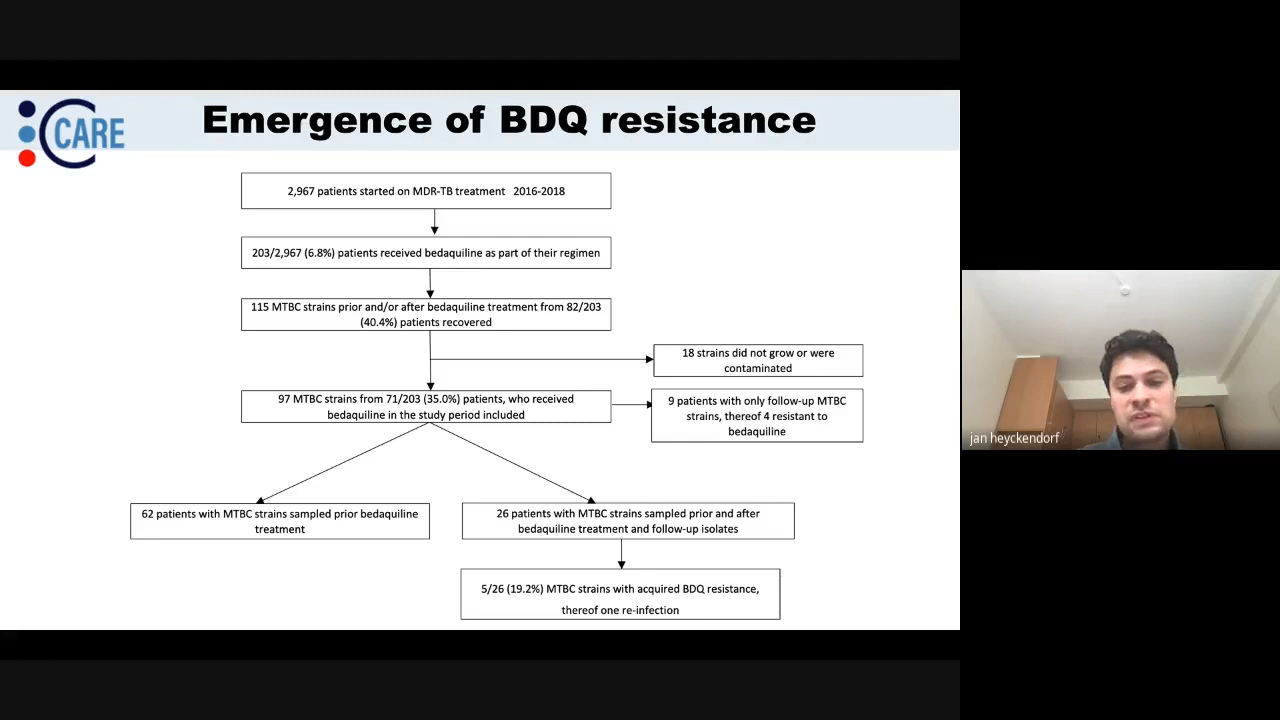 CARE
Emergence of BDQ resistance
2,967 patients started on MDR-TB treatment 2016-2018
203/2,967 (6.8%) patients received bedaquiline as part of their regimen
115 MTBC strains prior and/or after bedaquiline treatment from 82/203
(40.4%) patients recovered
18 strains did not grow or were
contaminated
97 MTBC strains from 71/203 (35.0%) patients, who received
bedaquiline in the study period included
9 patients with only follow-up MTBC
strains, thereof 4 resistant to
bedaquiline
62 patients with MTBC strains sampled prior bedaquiline
treatment
26 patients with MTBC strains sampled prior and after
bedaquiline treatment and follow-up isolates
5/26 (19.2%) MTBC strains with acquired BDQ resistance,
thereof one re-infection
jan heyckendorf